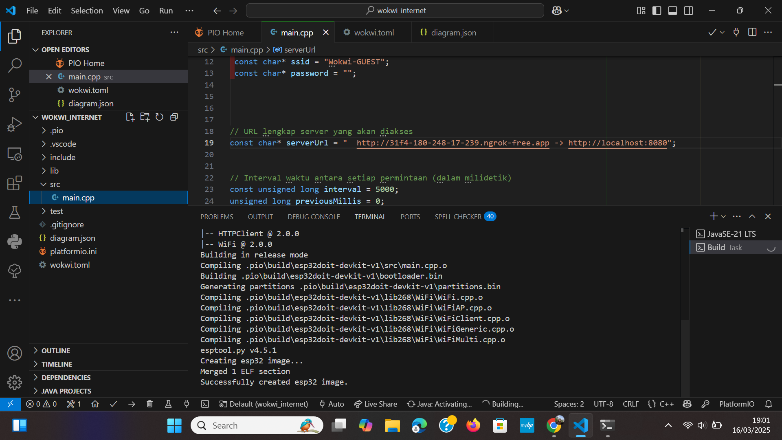 File Edit Selection View Go Run ··· wokwi_internet
EXPLORER ···
OPEN EDITORS
PIO Home
main.cpp src
wokwi.toml
diagram.json
WOKWI_INTERNET
.pio
.vscode
include
lib
src
main.cpp
test
.gitignore
diagram.json
platformio.ini
wokwi.toml
OUTLINE
TIMELINE
DEPENDENCIES
JAVA PROJECTS
PIO Home main.cpp wokwi.toml diagram.json
src > main.cpp > serverUrl
12 const char* ssid = "Wokwi-GUEST";
13 const char* password = "";
14
15
16
17
18 // URL lengkap server yang akan diakses
19 const char* serverUrl = " http://31f4-180-248-17-239.ngrok-free.app -> http://localhost:8080";
20
21
22 // Interval waktu antara setiap permintaan (dalam milidetik)
23 const unsigned long interval = 5000;
24 unsigned long previousMillis = 0;
PROBLEMS OUTPUT DEBUG CONSOLE TERMINAL PORTS SPELL CHECKER 40
|-- HTTPClient @ 2.0.0
|-- WiFi @ 2.0.0
Building in release mode
Compiling .pio\build\esp32doit-devkit-v1\src\main.cpp.o
Building .pio\build\esp32doit-devkit-v1\bootloader.bin
Generating partitions .pio\build\esp32doit-devkit-v1\partitions.bin
Compiling .pio\build\esp32doit-devkit-v1\lib268\WiFi\WiFi.cpp.o
Compiling .pio\build\esp32doit-devkit-v1\lib268\WiFi\WiFiAP.cpp.o
Compiling .pio\build\esp32doit-devkit-v1\lib268\WiFi\WiFiClient.cpp.o
Compiling .pio\build\esp32doit-devkit-v1\lib268\WiFi\WiFiGeneric.cpp.o
Compiling .pio\build\esp32doit-devkit-v1\lib268\WiFi\WiFiMulti.cpp.o
esptool.py v4.5.1
Creating esp32 image...
Merged 1 ELF section
Successfully created esp32 image.
JavaSE-21 LTS
Build task
0 0 1 Default (wokwi_internet) Auto Live Share Java: Activating... Building... Spaces: 2 UTF-8 CRLF {} C++ PlatformIO
Search
19:01
16/03/2025